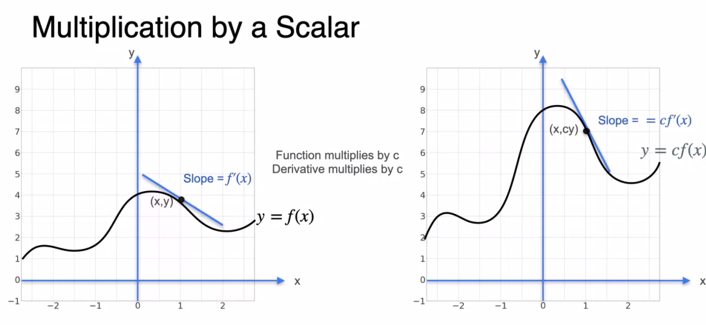 Multiplication by a Scalar
y
9
8
7
6
5
4
3
2
1
0
−1
−2
−1
0
1
2
x
(x,y)
Slope = f′(x)
y = f(x)
Function multiplies by c
Derivative multiplies by c
y
9
8
7
6
5
4
3
2
1
0
−1
−2
−1
0
1
2
x
(x,cy)
Slope = = cf′(x)
y = cf(x)